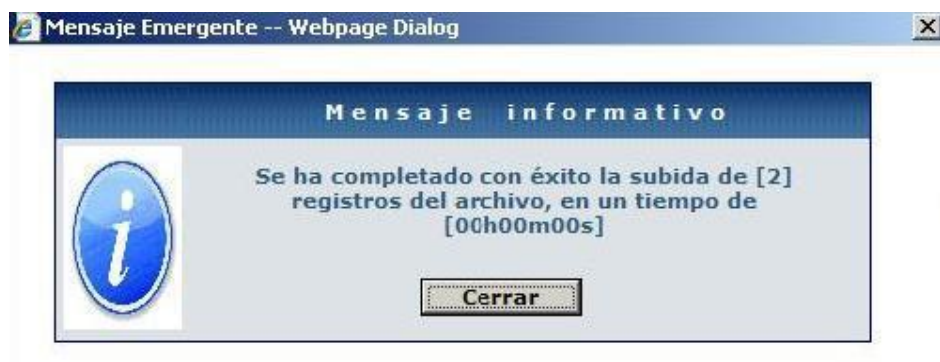 Mensaje Emergente -- Webpage Dialog
Mensaje informativo
Se ha completado con éxito la subida de [2]
registros del archivo, en un tiempo de
[00h00m00s]
Cerrar